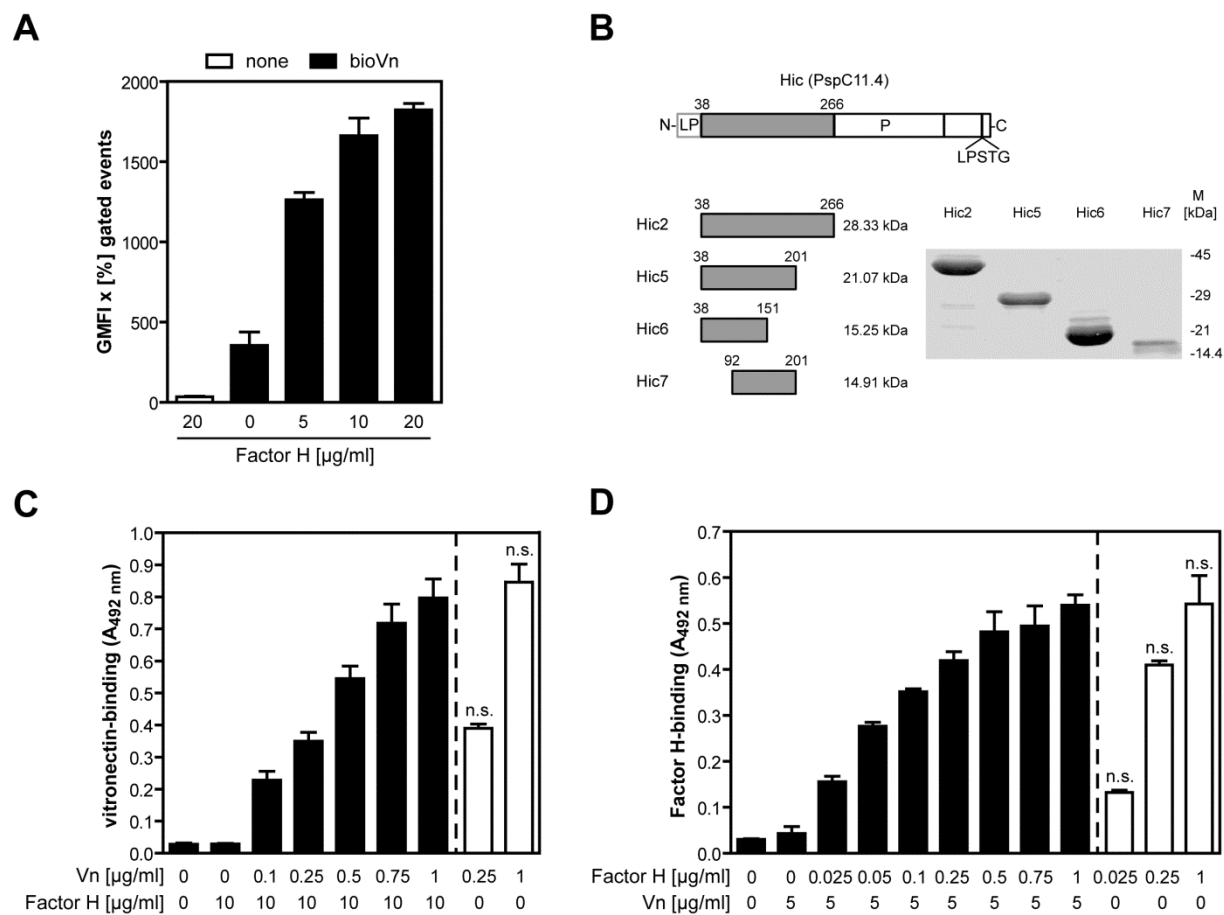 A
none bioVn
2000
1500
1000
500
0
GMFI x [%] gated events
20 0 5 10 20
Factor H [µg/ml]
B
Hic (PspC11.4)
38 266
N- LP P -C
LPSTG
38 266
Hic2 28.33 kDa
38 201
Hic5 21.07 kDa
38 151
Hic6 15.25 kDa
92 201
Hic7 14.91 kDa
Hic2 Hic5 Hic6 Hic7
M
[kDa]
-45
-29
-21
-14.4
C
vitronectin-binding (A492 nm)
1.0
0.9
0.8
0.7
0.6
0.5
0.4
0.3
0.2
0.1
0.0
n.s.
n.s.
Vn [µg/ml] 0 0 0.1 0.25 0.5 0.75 1 0.25 1
Factor H [µg/ml] 0 10 10 10 10 10 10 0 0
D
Factor H-binding (A492 nm)
0.7
0.6
0.5
0.4
0.3
0.2
0.1
0.0
n.s.
n.s.
n.s.
Factor H [µg/ml] 0 0 0.025 0.05 0.1 0.25 0.5 0.75 1 0.025 0.25 1
Vn [µg/ml] 0 5 5 5 5 5 5 5 5 0 0 0